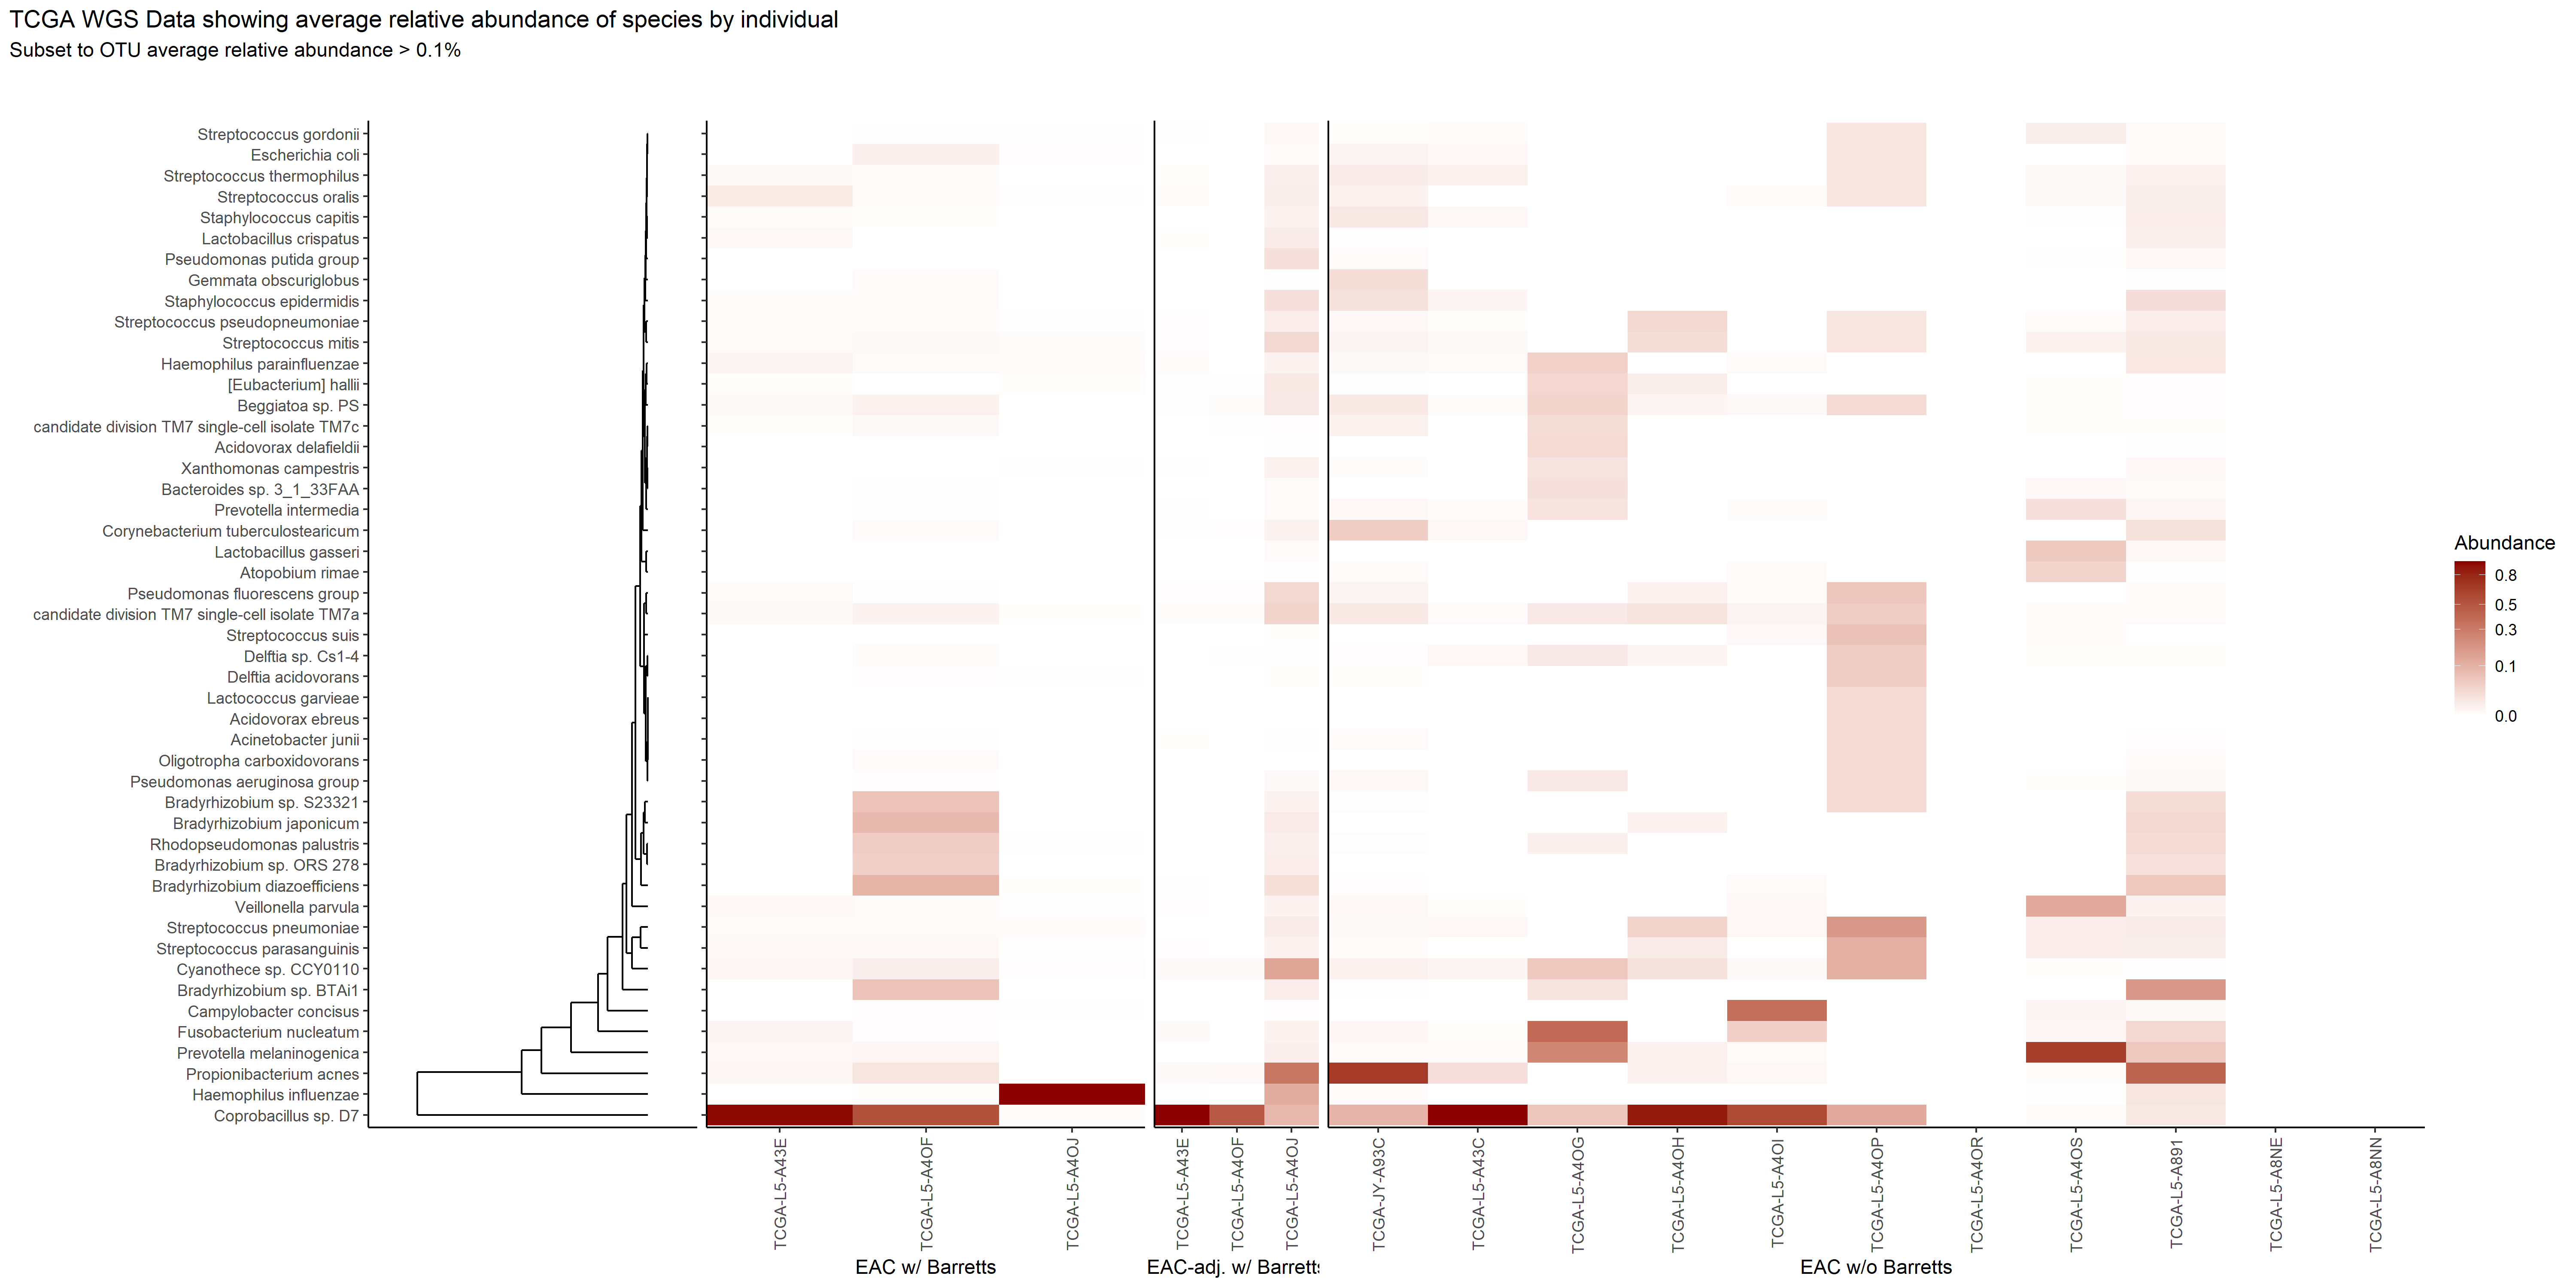 TCGA WGS Data showing average relative abundance of species by individual
Subset to OTU average relative abundance > 0.1%
Streptococcus gordonii
Escherichia coli
Streptococcus thermophilus
Streptococcus oralis
Staphylococcus capitis
Lactobacillus crispatus
Pseudomonas putida group
Gemmata obscuriglobus
Staphylococcus epidermidis
Streptococcus pseudopneumoniae
Streptococcus mitis
Haemophilus parainfluenzae
[Eubacterium] hallii
Beggiatoa sp. PS
candidate division TM7 single-cell isolate TM7c
Acidovorax delafieldii
Xanthomonas campestris
Bacteroides sp. 3_1_33FAA
Prevotella intermedia
Corynebacterium tuberculostearicum
Lactobacillus gasseri
Atopobium rimae
Pseudomonas fluorescens group
candidate division TM7 single-cell isolate TM7a
Streptococcus suis
Delftia sp. Cs1-4
Delftia acidovorans
Lactococcus garvieae
Acidovorax ebreus
Acinetobacter junii
Oligotropha carboxidovorans
Pseudomonas aeruginosa group
Bradyrhizobium sp. S23321
Bradyrhizobium japonicum
Rhodopseudomonas palustris
Bradyrhizobium sp. ORS 278
Bradyrhizobium diazoefficiens
Veillonella parvula
Streptococcus pneumoniae
Streptococcus parasanguinis
Cyanothece sp. CCY0110
Bradyrhizobium sp. BTAi1
Campylobacter concisus
Fusobacterium nucleatum
Prevotella melaninogenica
Propionibacterium acnes
Haemophilus influenzae
Coprobacillus sp. D7
TCGA-L5-A43E
TCGA-L5-A4OF
TCGA-L5-A4OJ
TCGA-L5-A43E
TCGA-L5-A4OF
TCGA-L5-A4OJ
TCGA-JY-A93C
TCGA-L5-A43C
TCGA-L5-A4OG
TCGA-L5-A4OH
TCGA-L5-A4OI
TCGA-L5-A4OP
TCGA-L5-A4OR
TCGA-L5-A4OS
TCGA-L5-A891
TCGA-L5-A8NE
TCGA-L5-A8NN
EAC w/ Barretts
EAC-adj. w/ Barretts
EAC w/o Barretts
Abundance
0.8
0.5
0.3
0.1
0.0